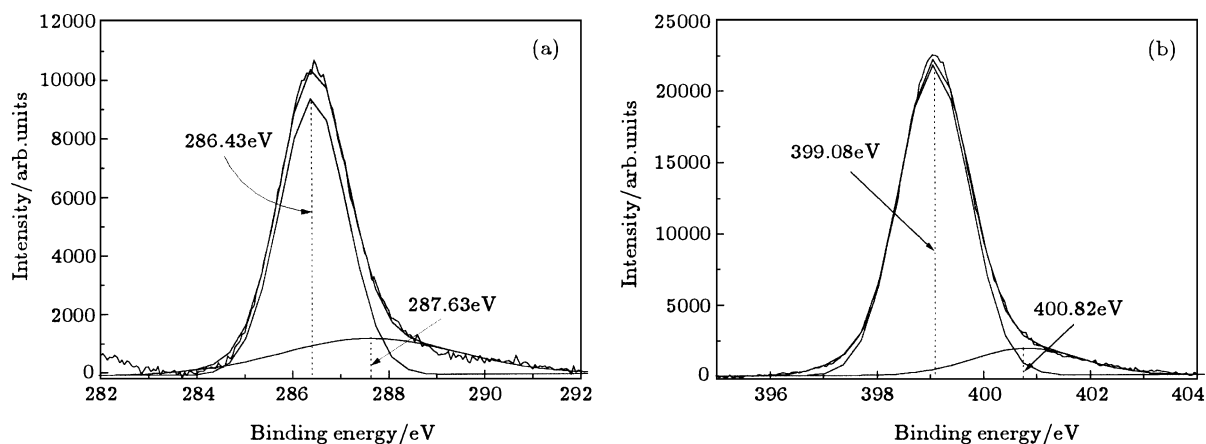 (a)
12000
10000
8000
6000
4000
2000
0
Intensity/arb.units
286.43eV
287.63eV
282 284 286 288 290 292
Binding energy/eV
(b)
25000
20000
15000
10000
5000
0
Intensity/arb.units
399.08eV
400.82eV
396 398 400 402 404
Binding energy/eV